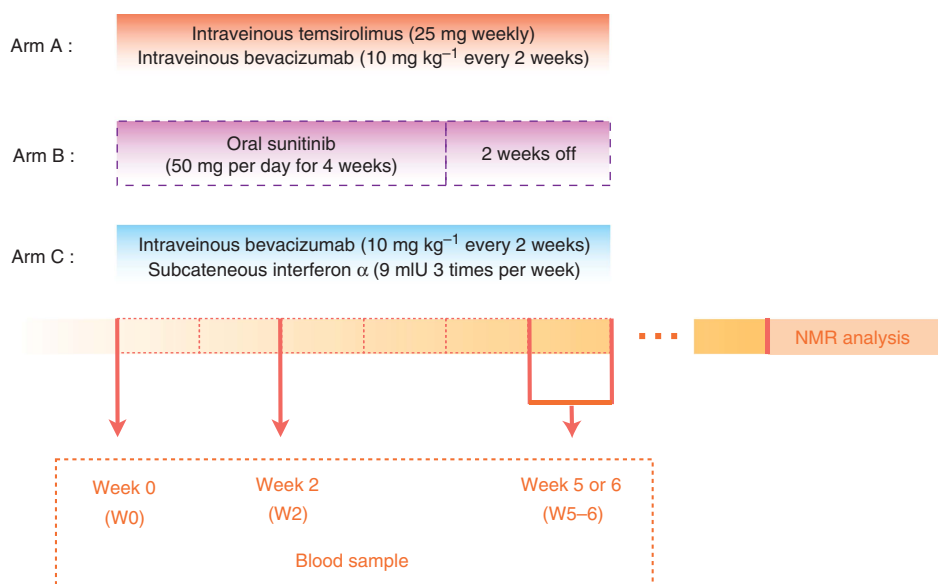 Arm A :
Intraveinous temsirolimus (25 mg weekly)
Intraveinous bevacizumab (10 mg kg⁻¹ every 2 weeks)
Arm B :
Oral sunitinib
(50 mg per day for 4 weeks)
2 weeks off
Arm C :
Intraveinous bevacizumab (10 mg kg⁻¹ every 2 weeks)
Subcateneous interferon α (9 mIU 3 times per week)
NMR analysis
Week 0
(W0)
Week 2
(W2)
Week 5 or 6
(W5–6)
Blood sample